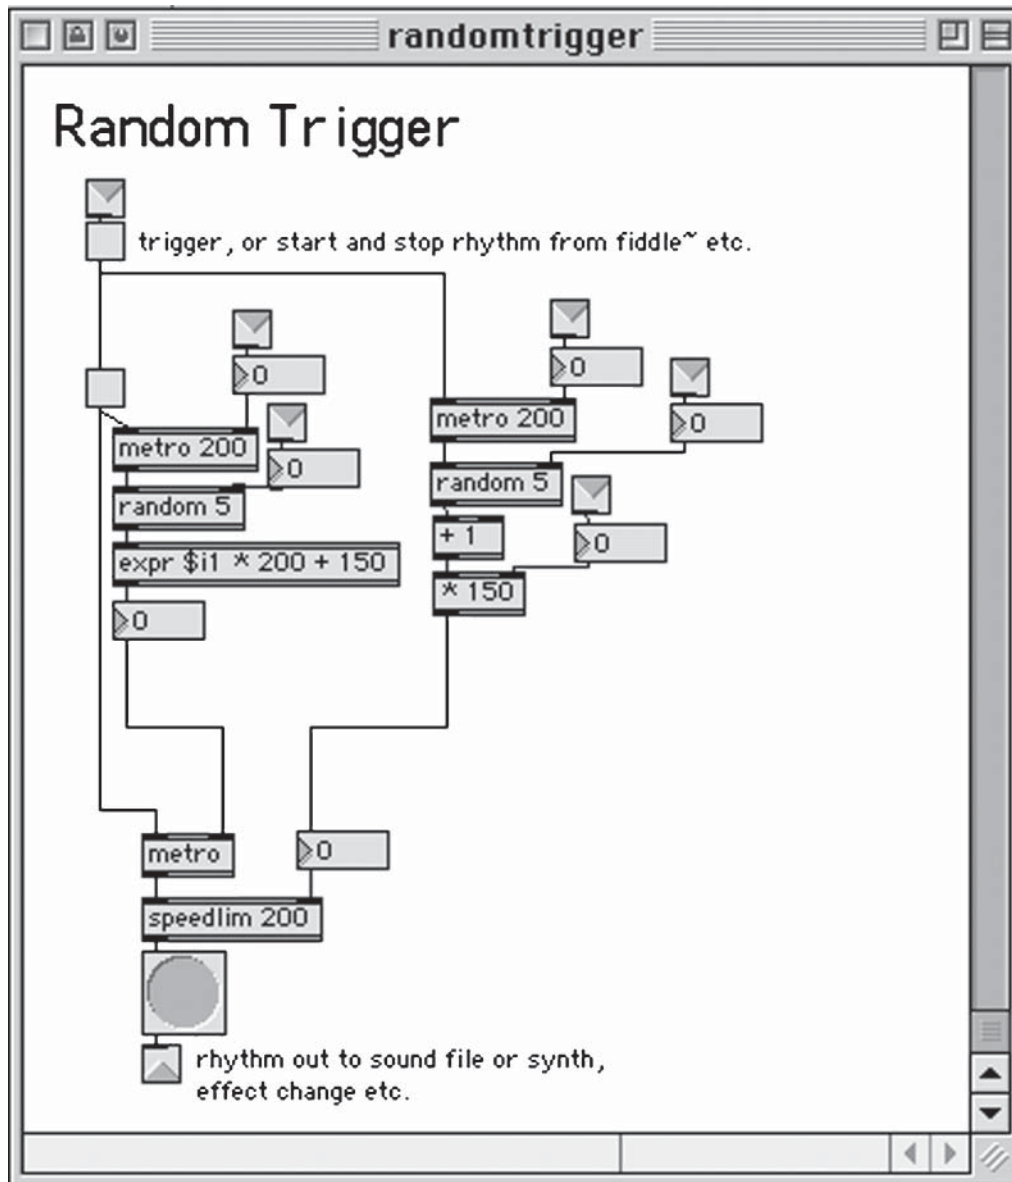 randomtrigger
Random Trigger
trigger, or start and stop rhythm from fiddle~ etc.
0
0
0
metro 200
metro 200
0
0
random 5
random 5
+ 1
0
expr $i1 * 200 + 150
* 150
0
metro
0
speedlim 200
rhythm out to sound file or synth,
effect change etc.